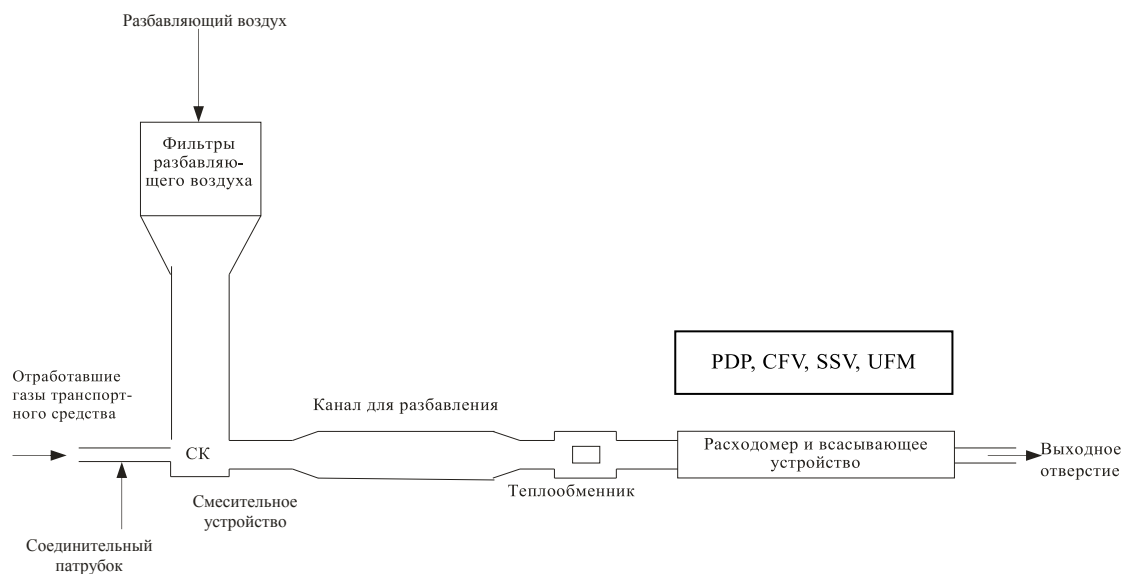 Разбавляющий воздух
Фильтры
разбавляю-
щего воздуха
PDP, CFV, SSV, UFM
Отработавшие
газы транспорт-
ного средства
Канал для разбавления
СК
Расходомер и всасывающее
устройство
Выходное
отверстие
Теплообменник
Смесительное
устройство
Соединительный
патрубок